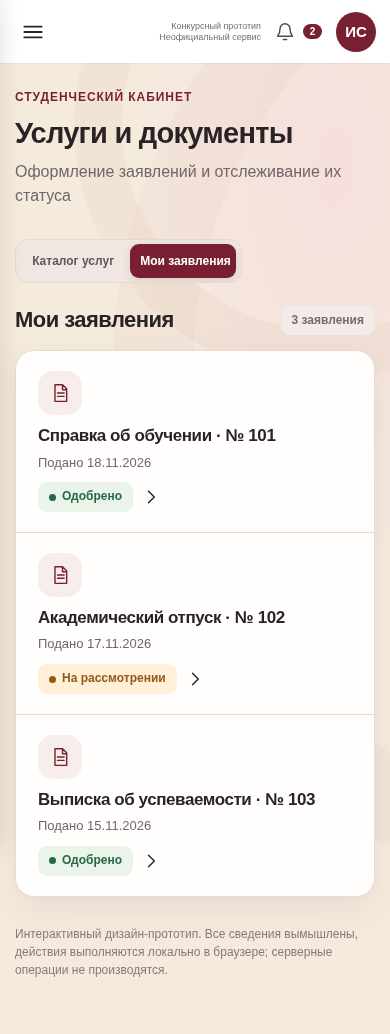 Конкурсный прототип
Неофициальный сервис
2
ИС
СТУДЕНЧЕСКИЙ КАБИНЕТ
Услуги и документы
Оформление заявлений и отслеживание их
статуса
Каталог услуг
Мои заявления
Мои заявления
3 заявления
Справка об обучении · № 101
Подано 18.11.2026
Одобрено
Академический отпуск · № 102
Подано 17.11.2026
На рассмотрении
Выписка об успеваемости · № 103
Подано 15.11.2026
Одобрено
Интерактивный дизайн-прототип. Все сведения вымышлены,
действия выполняются локально в браузере; серверные
операции не производятся.